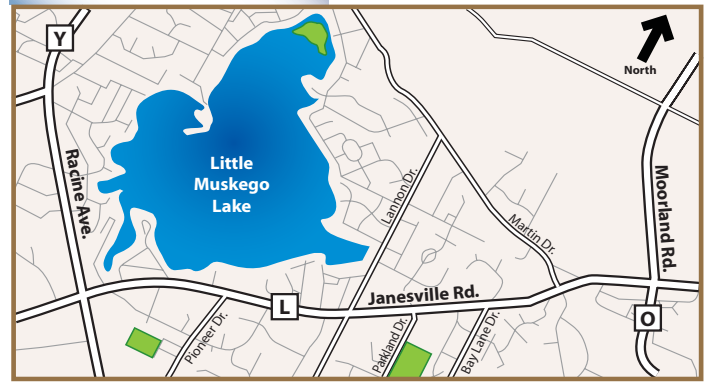 Y
North
Racine Ave.
Little
Muskego
Lake
Lannon Dr.
Martin Dr.
Moorland Rd.
L
Janesville Rd.
O
Pioneer Dr.
Parkland Dr.
Bay Lane Dr.